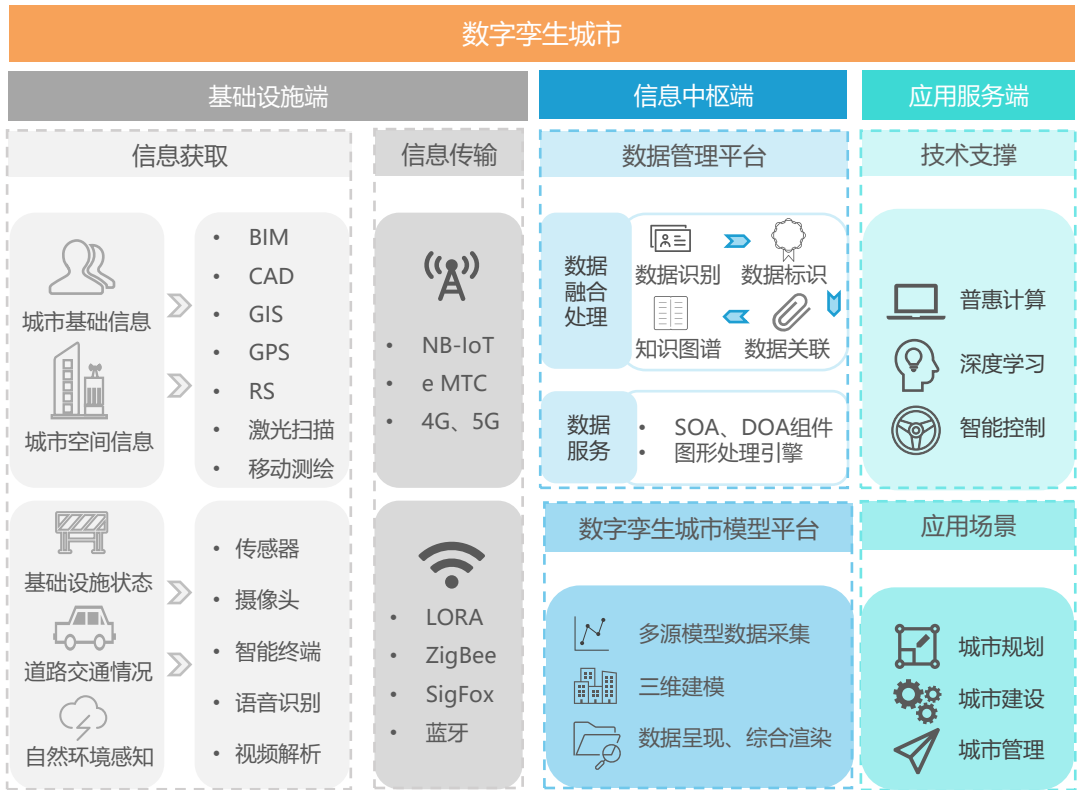 数字孪生城市
基础设施端
信息获取
城市基础信息
城市空间信息
• BIM
• CAD
• GIS
• GPS
• RS
• 激光扫描
• 移动测绘
基础设施状态
道路交通情况
自然环境感知
• 传感器
• 摄像头
• 智能终端
• 语音识别
• 视频解析
信息传输
• NB-IoT
• e MTC
• 4G、5G
• LORA
• ZigBee
• SigFox
• 蓝牙
信息中枢端
数据管理平台
数据
融合
处理
数据识别
数据标识
知识图谱
数据关联
数据
服务
• SOA、DOA组件
• 图形处理引擎
数字孪生城市模型平台
多源模型数据采集
三维建模
数据呈现、综合渲染
应用服务端
技术支撑
普惠计算
深度学习
智能控制
应用场景
城市规划
城市建设
城市管理